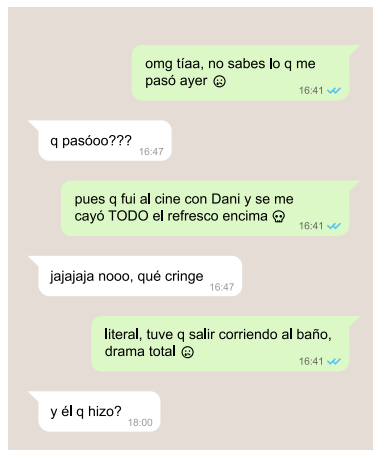 omg tíaa, no sabes lo q me
pasó ayer ☹
16:41
q pasóoo???
16:47
pues q fui al cine con Dani y se me
cayó TODO el refresco encima 💀
16:41
jajajaja nooo, qué cringe
16:47
literal, tuve q salir corriendo al baño,
drama total ☹
16:41
y él q hizo?
18:00